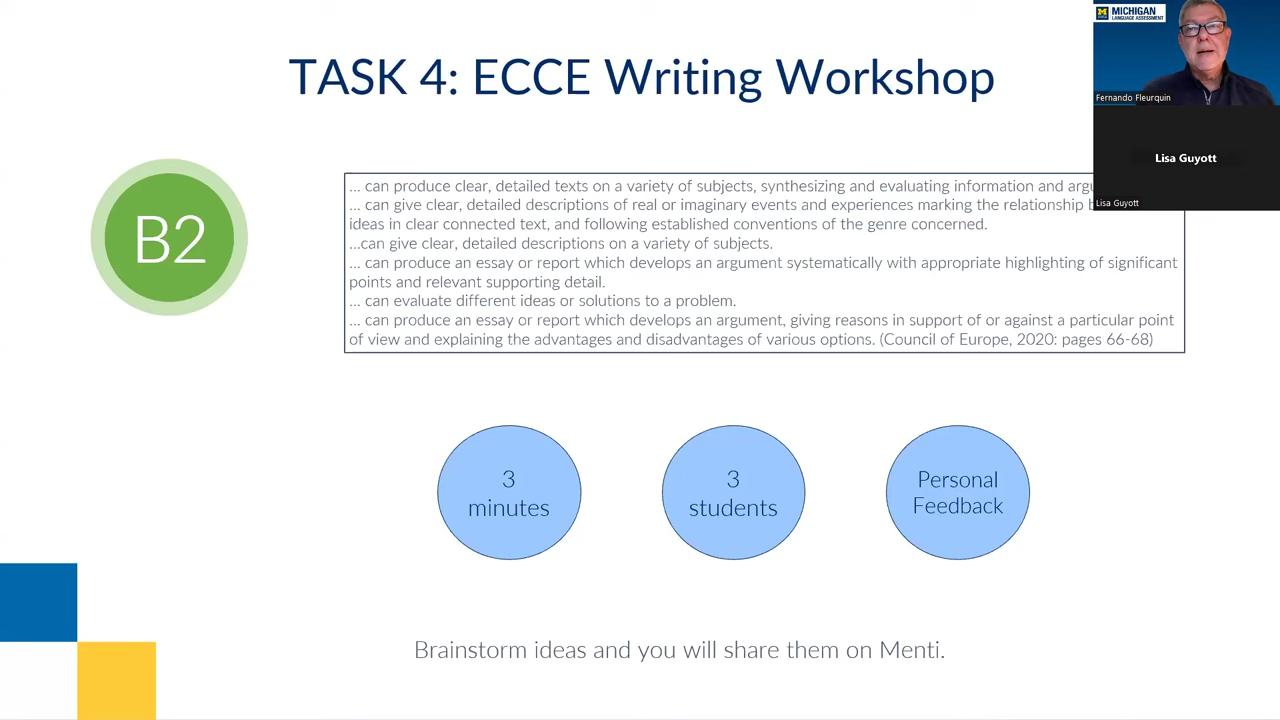 MICHIGAN
LANGUAGE ASSESSMENT
Fernando Fleurquin
Lisa Guyott
Lisa Guyott
TASK 4: ECCE Writing Workshop
B2
... can produce clear, detailed texts on a variety of subjects, synthesizing and evaluating information and
... can give clear, detailed descriptions of real or imaginary events and experiences marking the relationship
ideas in clear connected text, and following established conventions of the genre concerned.
...can give clear, detailed descriptions on a variety of subjects.
... can produce an essay or report which develops an argument systematically with appropriate highlighting of significant
points and relevant supporting detail.
... can evaluate different ideas or solutions to a problem.
... can produce an essay or report which develops an argument, giving reasons in support of or against a particular point
of view and explaining the advantages and disadvantages of various options. (Council of Europe, 2020: pages 66-68)
3
minutes
3
students
Personal
Feedback
Brainstorm ideas and you will share them on Menti.